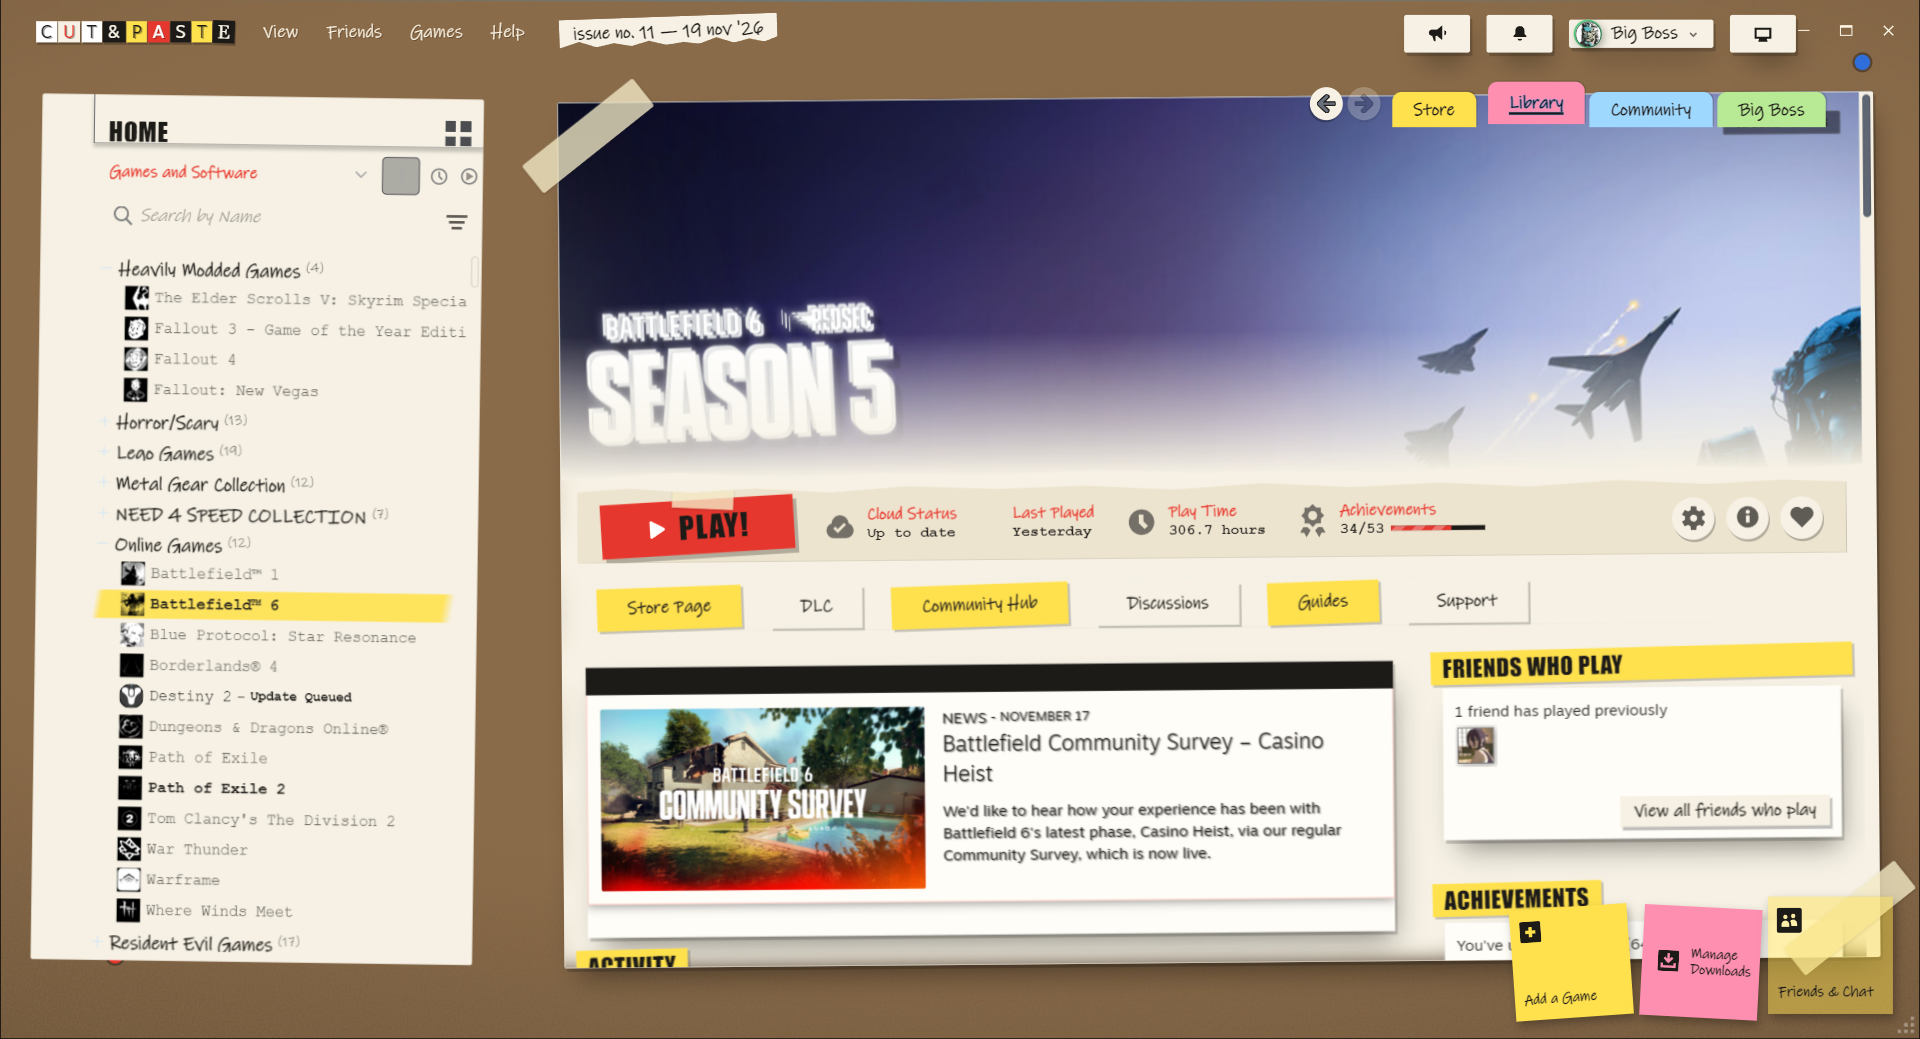 CUT&PASTE
View
Friends
Games
Help
issue no. 11 — 19 nov '26
Big Boss
Store
Library
Community
Big Boss
HOME
Games and Software
Search by Name
Heavily Modded Games (4)
The Elder Scrolls V: Skyrim Specia
Fallout 3 - Game of the Year Editi
Fallout 4
Fallout: New Vegas
Horror/Scary (13)
Lego Games (19)
Metal Gear Collection (12)
NEED 4 SPEED COLLECTION (7)
Online Games (12)
Battlefield™ 1
Battlefield™ 6
Blue Protocol: Star Resonance
Borderlands® 4
Destiny 2 - Update Queued
Dungeons & Dragons Online®
Path of Exile
Path of Exile 2
Tom Clancy's The Division 2
War Thunder
Warframe
Where Winds Meet
Resident Evil Games (17)
BATTLEFIELD 6 REDSEC
SEASON 5
PLAY!
Cloud Status
Up to date
Last Played
Yesterday
Play Time
306.7 hours
Achievements
34/53
Store Page
DLC
Community Hub
Discussions
Guides
Support
BATTLEFIELD 6
COMMUNITY SURVEY
NEWS - NOVEMBER 17
Battlefield Community Survey – Casino
Heist
We'd like to hear how your experience has been with
Battlefield 6's latest phase, Casino Heist, via our regular
Community Survey, which is now live.
FRIENDS WHO PLAY
1 friend has played previously
View all friends who play
ACHIEVEMENTS
You've
ACTIVITY
Add a Game
Manage
Downloads
Friends & Chat